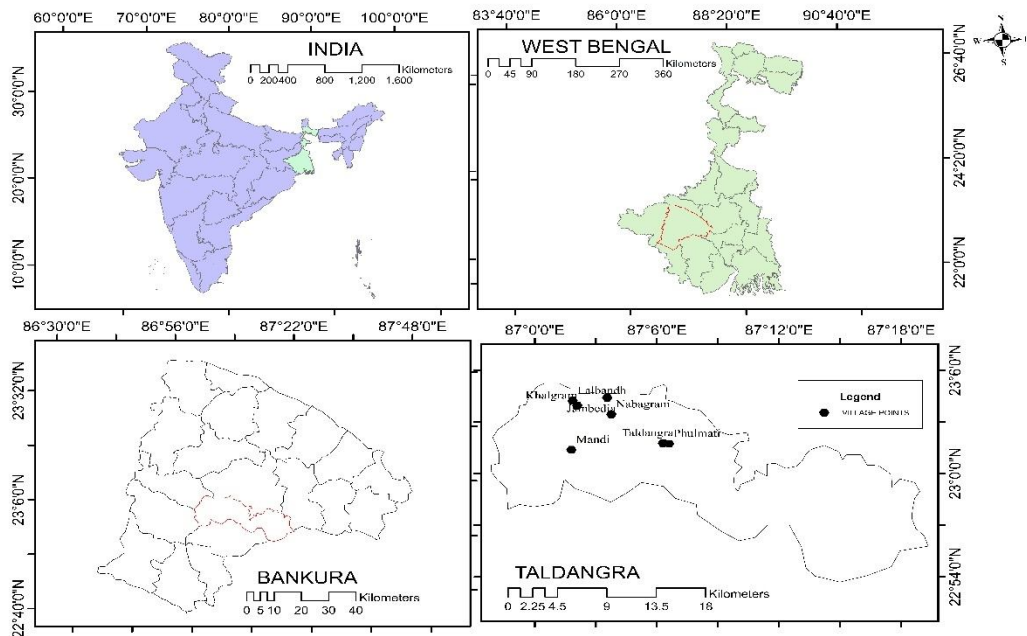 60°0'0"E 70°0'0"E 80°0'0"E 90°0'0"E 100°0'0"E
INDIA
Kilometers
0 200400 800 1,200 1,600
30°0'0"N
20°0'0"N
10°0'0"N
83°40'0"E 86°0'0"E 88°20'0"E 90°40'0"E
WEST BENGAL
Kilometers
0 45 90 180 270 360
26°40'0"N
24°20'0"N
22°0'0"N
N
S
86°30'0"E 86°56'0"E 87°22'0"E 87°48'0"E
23°32'0"N
23°6'0"N
22°40'0"N
BANKURA
Kilometers
0 5 10 20 30 40
87°0'0"E 87°6'0"E 87°12'0"E 87°18'0"E
23°6'0"N
23°0'0"N
22°54'0"N
Lalbandh
Khalgram
Jambedia
Nabagram
Taldangra Phulmati
Mandi
Legend
VILLAGE POINTS
TALDANGRA
Kilometers
0 2.25 4.5 9 13.5 18